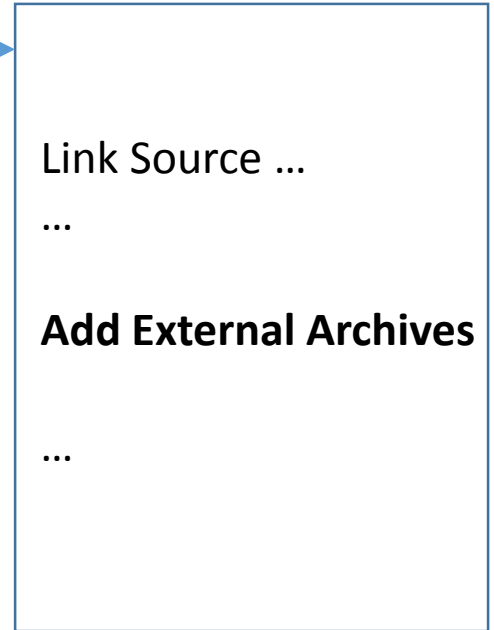 Link Source …
…
Add External Archives
…